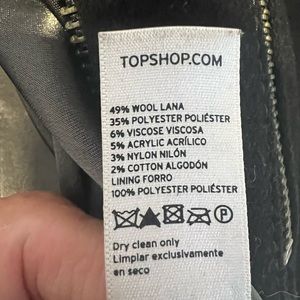 TOPSHOP.COM
49% WOOL LANA
35% POLYESTER POLIÉSTER
6% VISCOSE VISCOSA
5% ACRYLIC ACRÍLICO
3% NYLON NILÓN
2% COTTON ALGODÓN
LINING FORRO
100% POLYESTER POLIÉSTER
P
Dry clean only
Limpiar exclusivamente
en seco